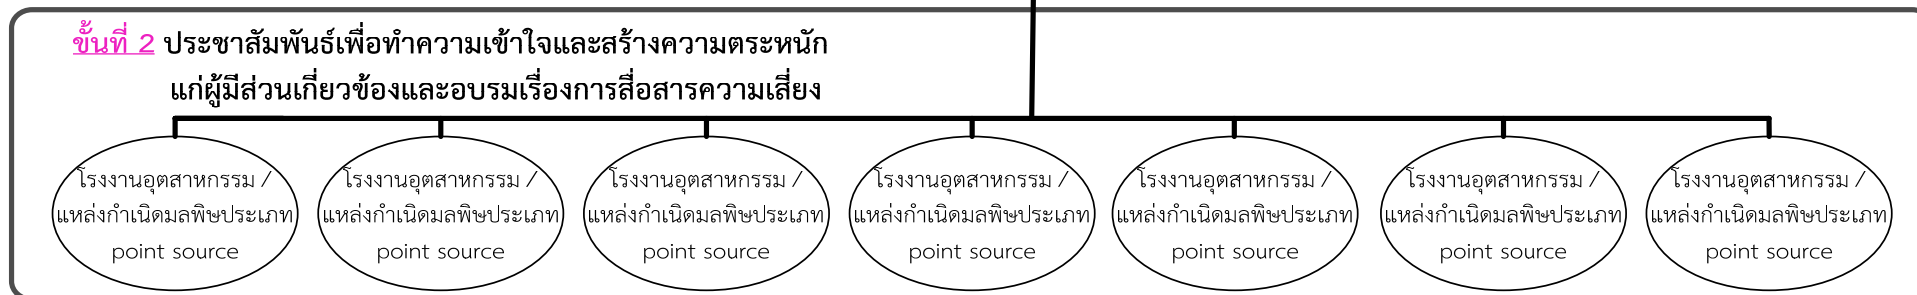 ขั้นที่ 2 ประชาสัมพันธ์เพื่อทำความเข้าใจและสร้างความตระหนัก
แก่ผู้มีส่วนเกี่ยวข้องและอบรมเรื่องการสื่อสารความเสี่ยง
โรงงานอุตสาหกรรม /
แหล่งกำเนิดมลพิษประเภท
point source
โรงงานอุตสาหกรรม /
แหล่งกำเนิดมลพิษประเภท
point source
โรงงานอุตสาหกรรม /
แหล่งกำเนิดมลพิษประเภท
point source
โรงงานอุตสาหกรรม /
แหล่งกำเนิดมลพิษประเภท
point source
โรงงานอุตสาหกรรม /
แหล่งกำเนิดมลพิษประเภท
point source
โรงงานอุตสาหกรรม /
แหล่งกำเนิดมลพิษประเภท
point source
โรงงานอุตสาหกรรม /
แหล่งกำเนิดมลพิษประเภท
point source